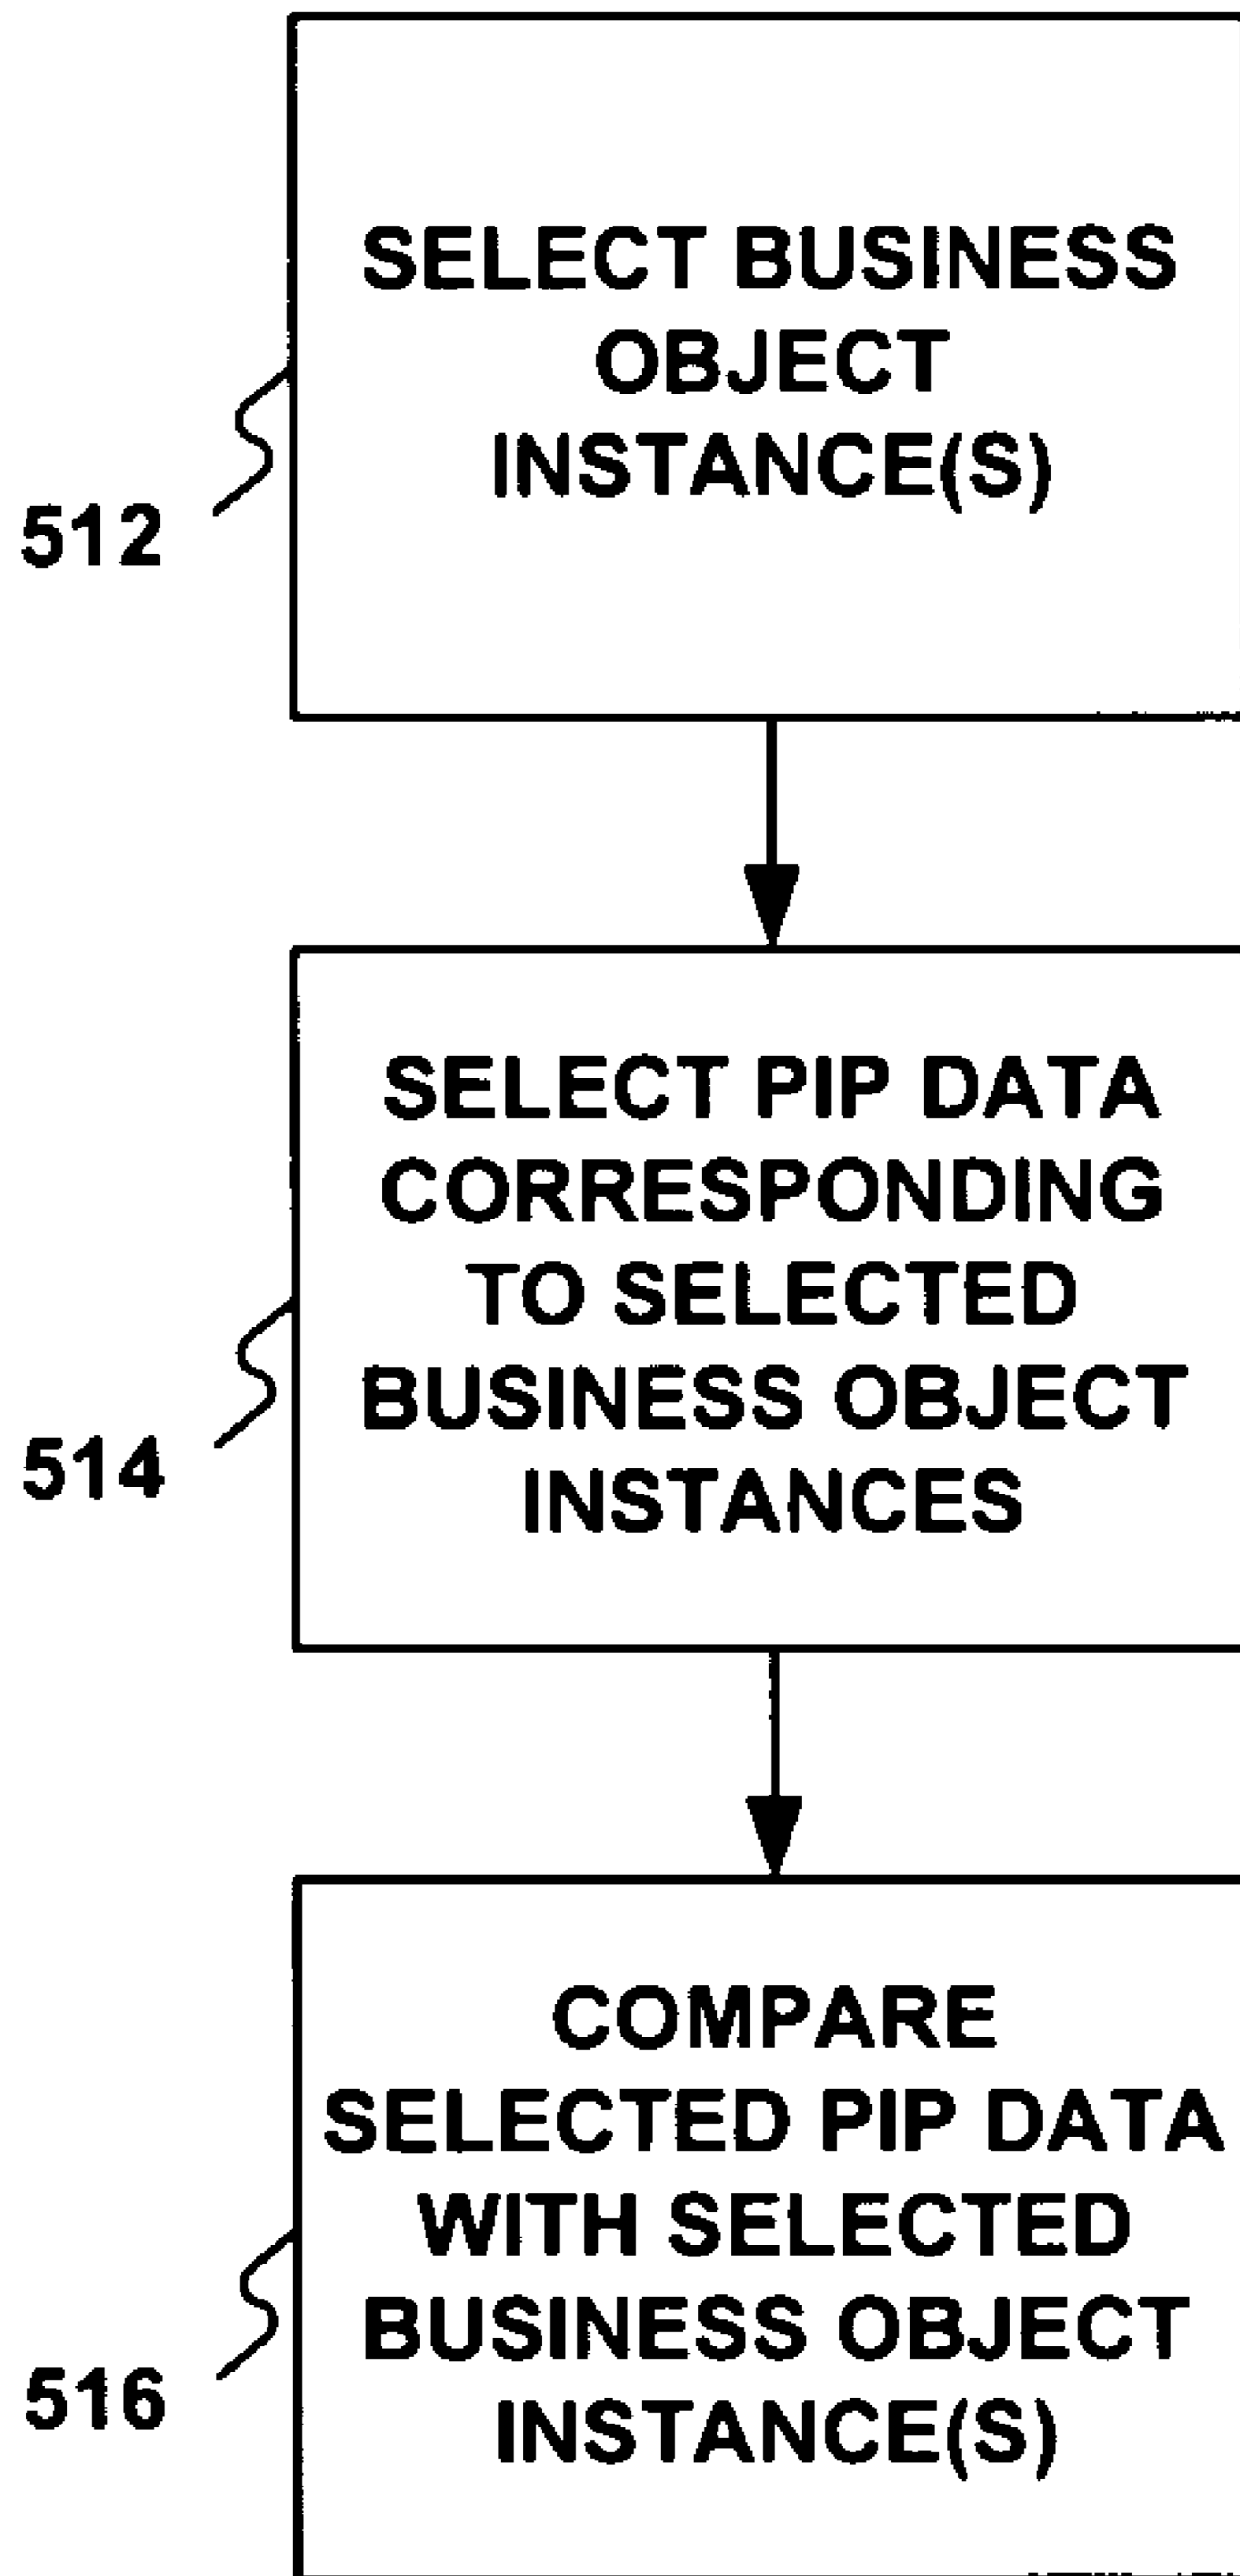 SELECT BUSINESS
OBJECT
INSTANCE(S)
512
SELECT PIP DATA
CORRESPONDING
TO SELECTED
BUSINESS OBJECT
INSTANCES
514
COMPARE
SELECTED PIP DATA
WITH SELECTED
BUSINESS OBJECT
INSTANCE(S)
516